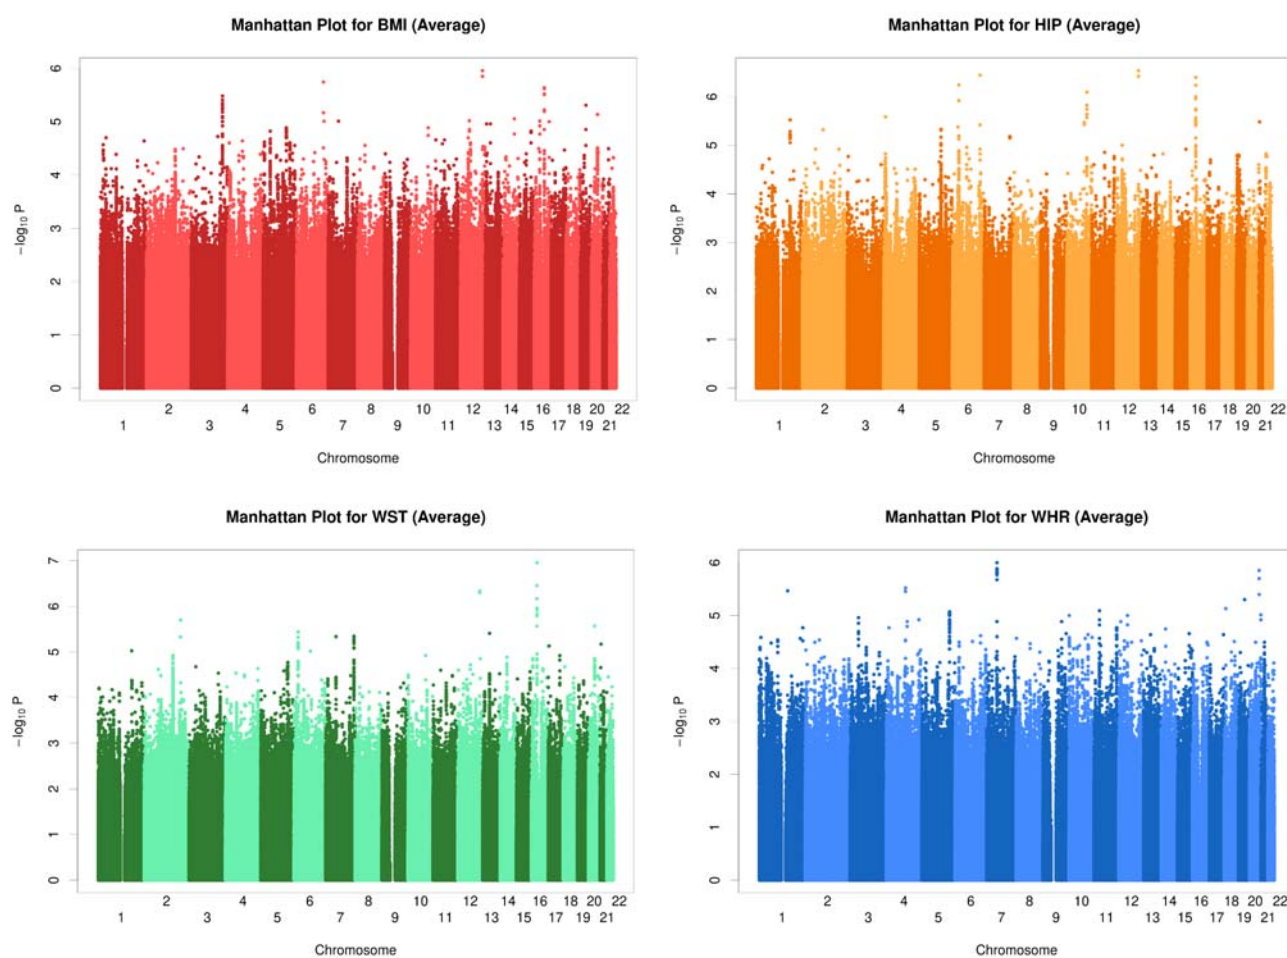 Manhattan Plot for BMI (Average)
6
5
4
3
2
1
0
−log10 P
2 4 6 8 10 12 14 16 18 20 22
1 3 5 7 9 11 13 15 17 19 21
Chromosome
Manhattan Plot for HIP (Average)
6
5
4
3
2
1
0
−log10 P
2 4 6 8 10 12 14 16 18 20 22
1 3 5 7 9 11 13 15 17 19 21
Chromosome
Manhattan Plot for WST (Average)
7
6
5
4
3
2
1
0
−log10 P
2 4 6 8 10 12 14 16 18 20 22
1 3 5 7 9 11 13 15 17 19 21
Chromosome
Manhattan Plot for WHR (Average)
6
5
4
3
2
1
0
−log10 P
2 4 6 8 10 12 14 16 18 20 22
1 3 5 7 9 11 13 15 17 19 21
Chromosome